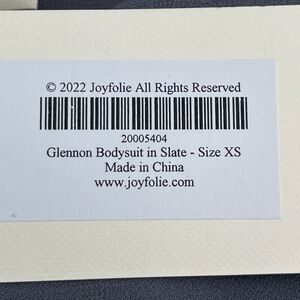 © 2022 Joyfolie All Rights Reserved
20005404
Glennon Bodysuit in Slate - Size XS
Made in China
www.joyfolie.com